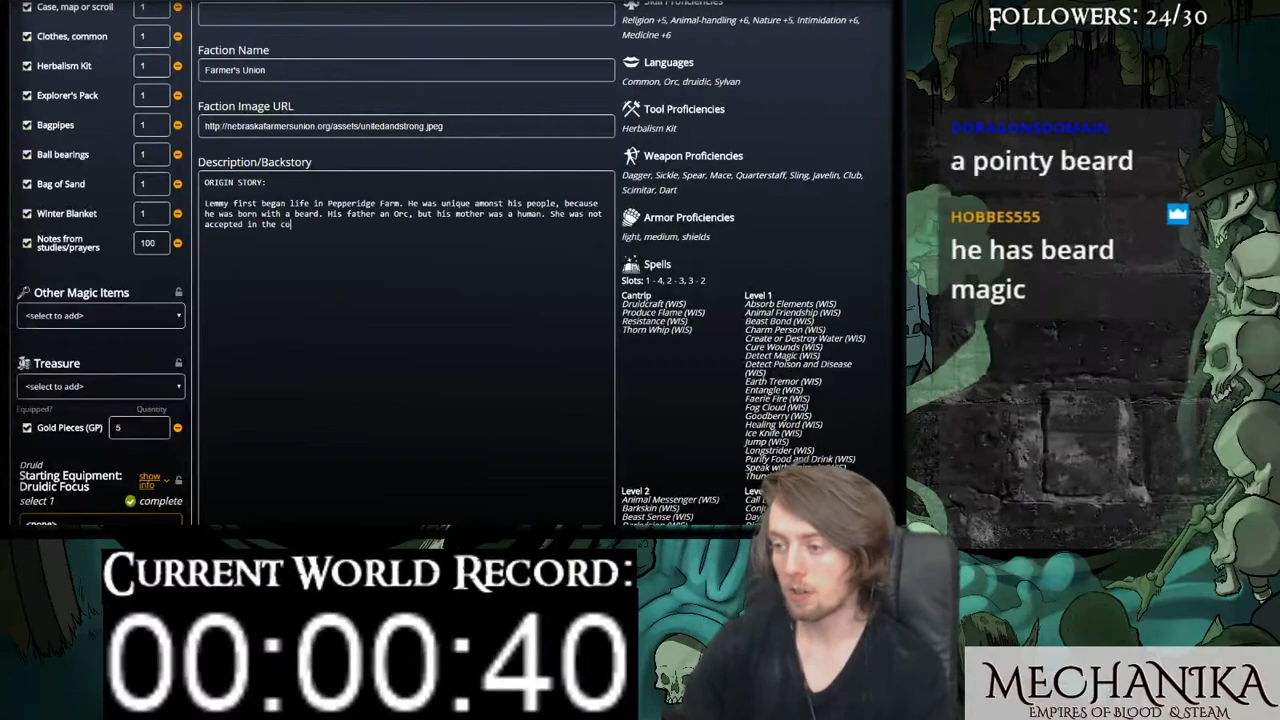 Case, map or scroll 1
Clothes, common 1
Herbalism Kit 1
Explorer's Pack 1
Bagpipes 1
Ball bearings 1
Bag of Sand 1
Winter Blanket 1
Notes from
studies/prayers 100
Other Magic Items
<select to add>
Treasure
<select to add>
Equipped? Quantity
Gold Pieces (GP) 5
Druid
Starting Equipment:
Druidic Focus
show
info
select 1
complete
Faction Name
Farmer's Union
Faction Image URL
http://nebraskafarmersunion.org/assets/unitedandstrong.jpeg
Description/Backstory
ORIGIN STORY:
Lemmy first began life in Pepperidge Farm. He was unique amonst his people, because
he was born with a beard. His father an Orc, but his mother was a human. She was not
accepted in the co
Skill Proficiencies
Religion +5, Animal-handling +6, Nature +5, Intimidation +6,
Medicine +6
Languages
Common, Orc, druidic, Sylvan
Tool Proficiencies
Herbalism Kit
Weapon Proficiencies
Dagger, Sickle, Spear, Mace, Quarterstaff, Sling, Javelin, Club,
Scimitar, Dart
Armor Proficiencies
light, medium, shields
Spells
Slots: 1 - 4, 2 - 3, 3 - 2
Cantrip
Druidcraft (WIS)
Produce Flame (WIS)
Resistance (WIS)
Thorn Whip (WIS)
Level 1
Absorb Elements (WIS)
Animal Friendship (WIS)
Beast Bond (WIS)
Charm Person (WIS)
Create or Destroy Water (WIS)
Cure Wounds (WIS)
Detect Magic (WIS)
Detect Poison and Disease
(WIS)
Earth Tremor (WIS)
Entangle (WIS)
Faerie Fire (WIS)
Fog Cloud (WIS)
Goodberry (WIS)
Healing Word (WIS)
Ice Knife (WIS)
Jump (WIS)
Longstrider (WIS)
Purify Food and Drink (WIS)
Level 2
Animal Messenger (WIS)
Barkskin (WIS)
Beast Sense (WIS)
FOLLOWERS: 24/30
DORAGONSDOMAIN
a pointy beard
HOBBES555
he has beard
magic
CURRENT WORLD RECORD:
00:00:40
MECHANIKA
EMPIRES OF BLOOD & STEAM